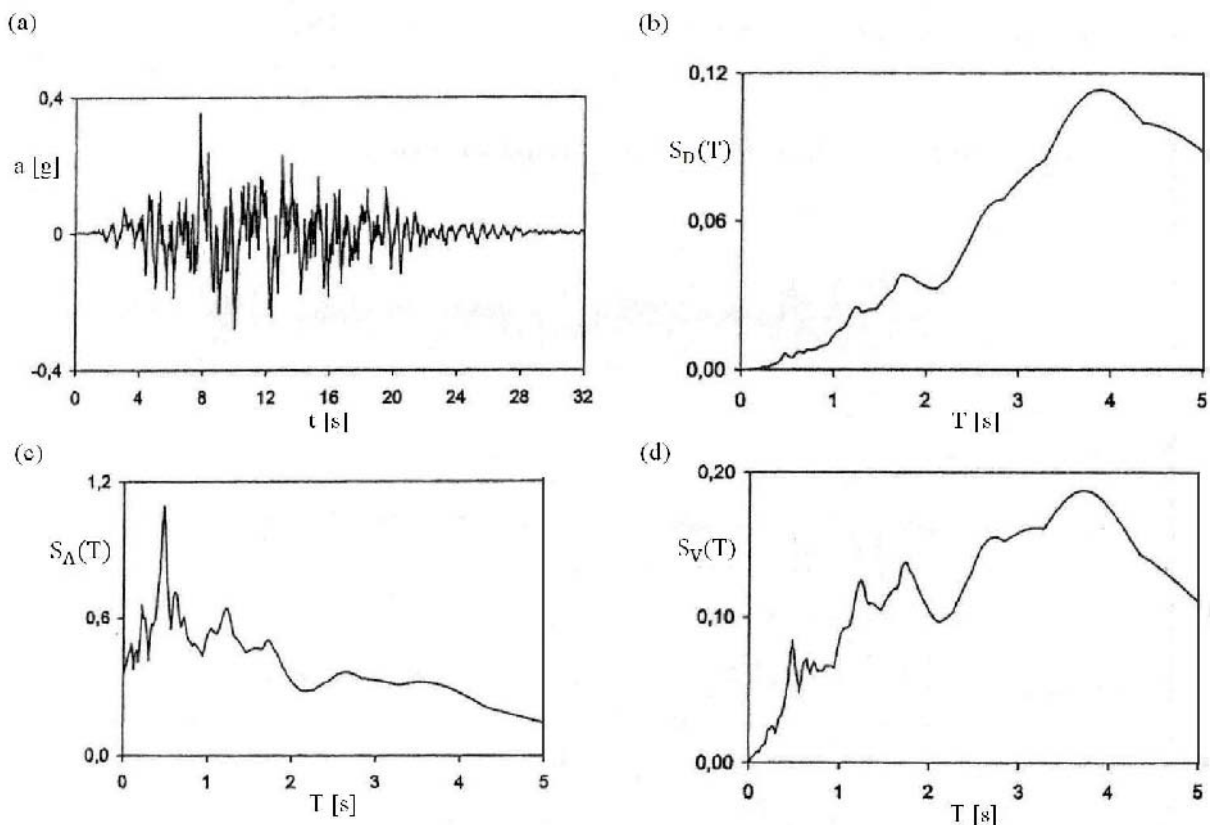 (a)
0,4
a [g]
0
-0,4
0 4 8 12 16 20 24 28 32
t [s]
(b)
0,12
S_D(T)
0,06
0,00
0 1 2 3 4 5
T [s]
(c)
1,2
S_A(T)
0,6
0,0
0 1 2 3 4 5
T [s]
(d)
0,20
S_V(T)
0,10
0,00
0 1 2 3 4 5
T [s]